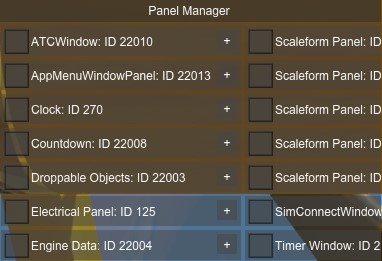 Panel Manager
ATCWindow: ID 22010 +
Scaleform Panel: ID
AppMenuWindowPanel: ID 22013 +
Scaleform Panel: ID
Clock: ID 270 +
Scaleform Panel: ID
Countdown: ID 22008 +
Scaleform Panel: ID
Droppable Objects: ID 22003 +
Scaleform Panel: ID
Electrical Panel: ID 125 +
SimConnectWindow
Engine Data: ID 22004 +
Timer Window: ID 2